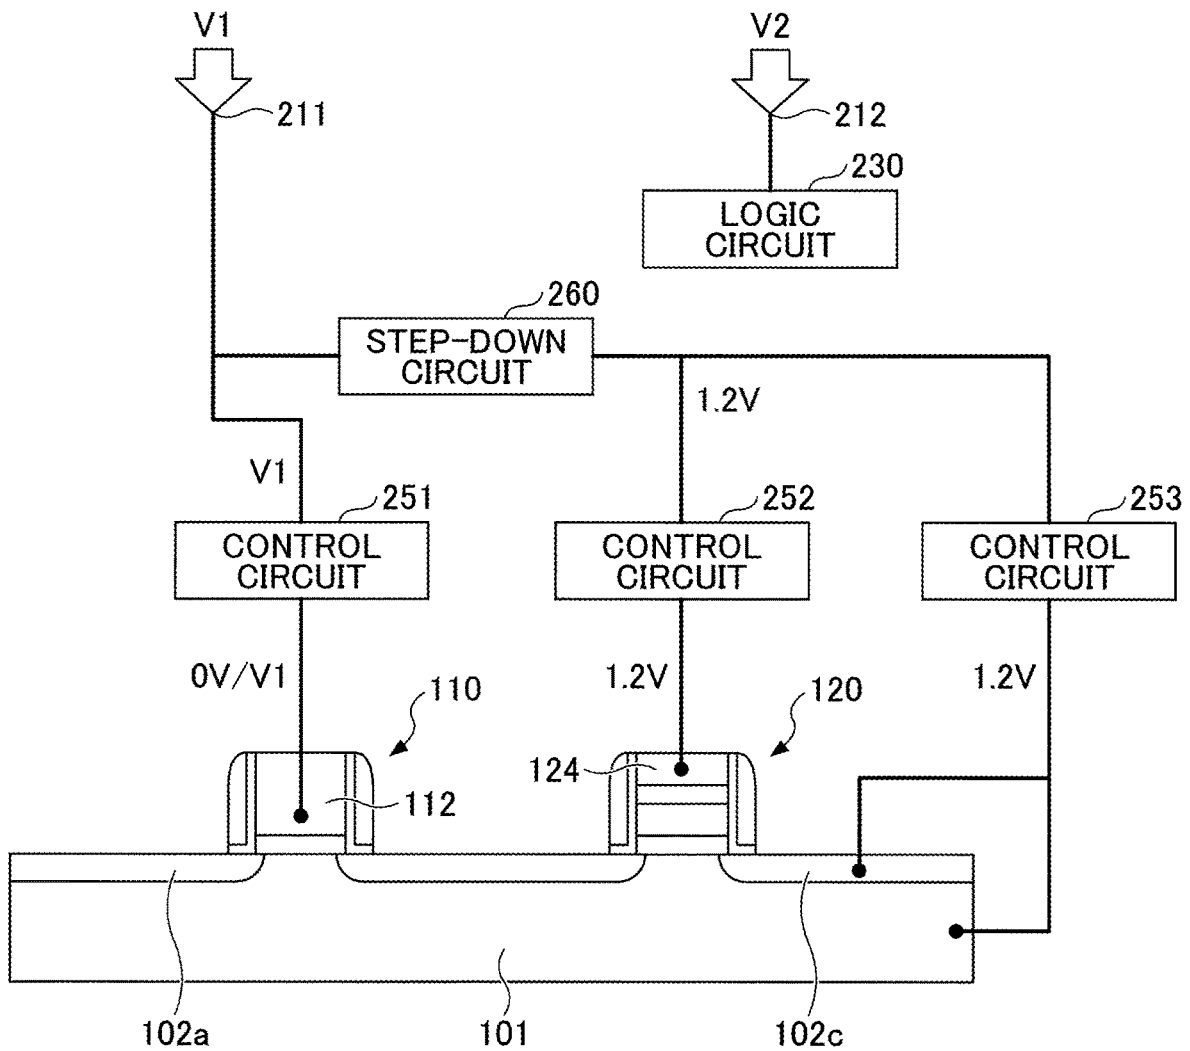 V1
V2
211
212
230
LOGIC
CIRCUIT
260
STEP-DOWN
CIRCUIT
1.2V
V1
251
252
253
CONTROL
CIRCUIT
CONTROL
CIRCUIT
CONTROL
CIRCUIT
0V/V1
1.2V
1.2V
110
120
124
112
102a
101
102c